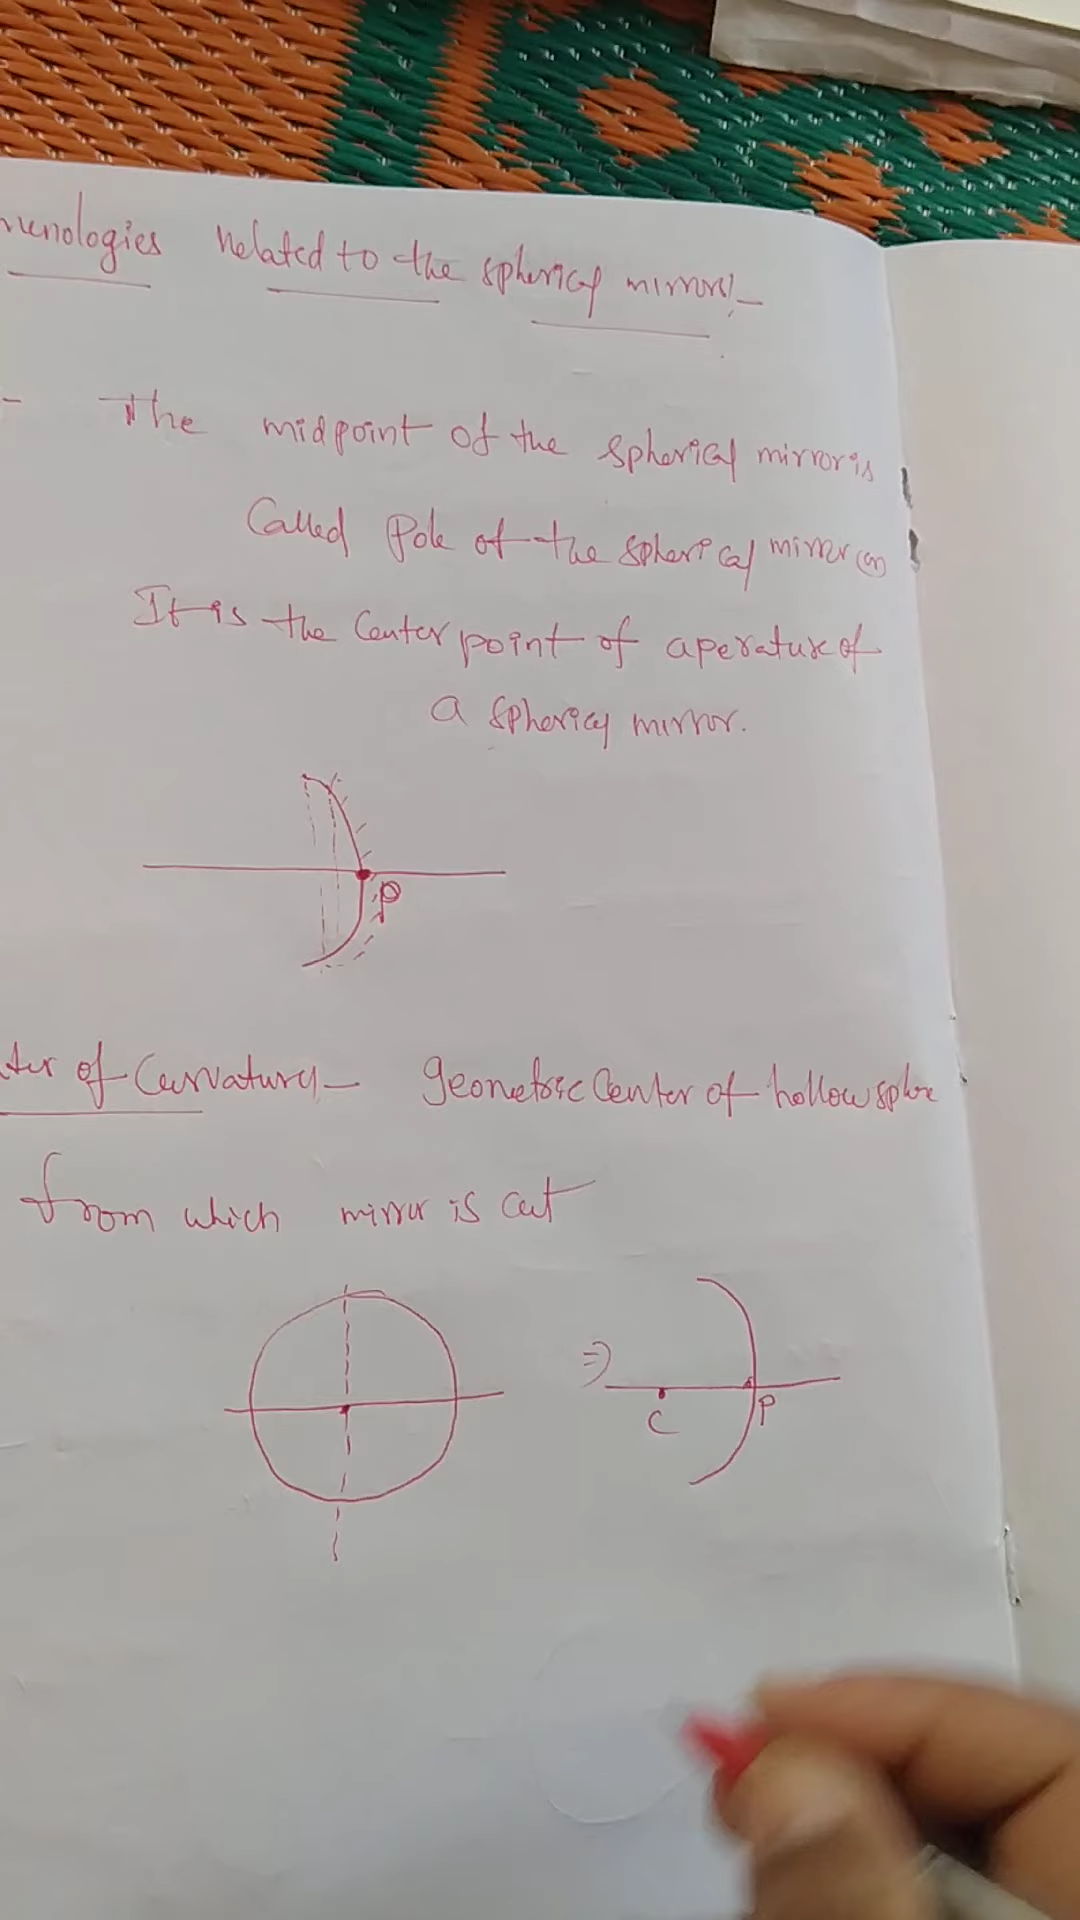 menologies related to the spherical mirror:-
- The midpoint of the spherical mirror is
Called Pole of the spherical mirror (or)
It is the Center point of aperature of
a spherical mirror.
P
ter of Curvature - geometric Center of hollow sphere
from which mirror is cut
⇒ C P